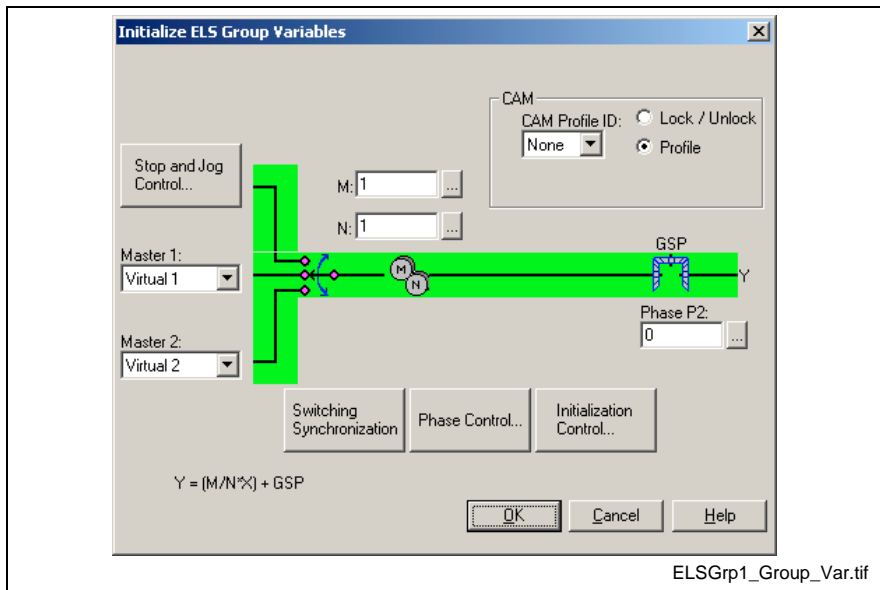 Initialize ELS Group Variables
CAM
CAM Profile ID:
Lock / Unlock
None
Profile
Stop and Jog
Control...
M: 1
...
N: 1
...
Master 1:
Virtual 1
M
N
GSP
Y
Phase P2:
0
...
Master 2:
Virtual 2
Switching
Synchronization
Phase Control...
Initialization
Control...
Y = (M/N*X) + GSP
OK
Cancel
Help
ELSGrp1_Group_Var.tif